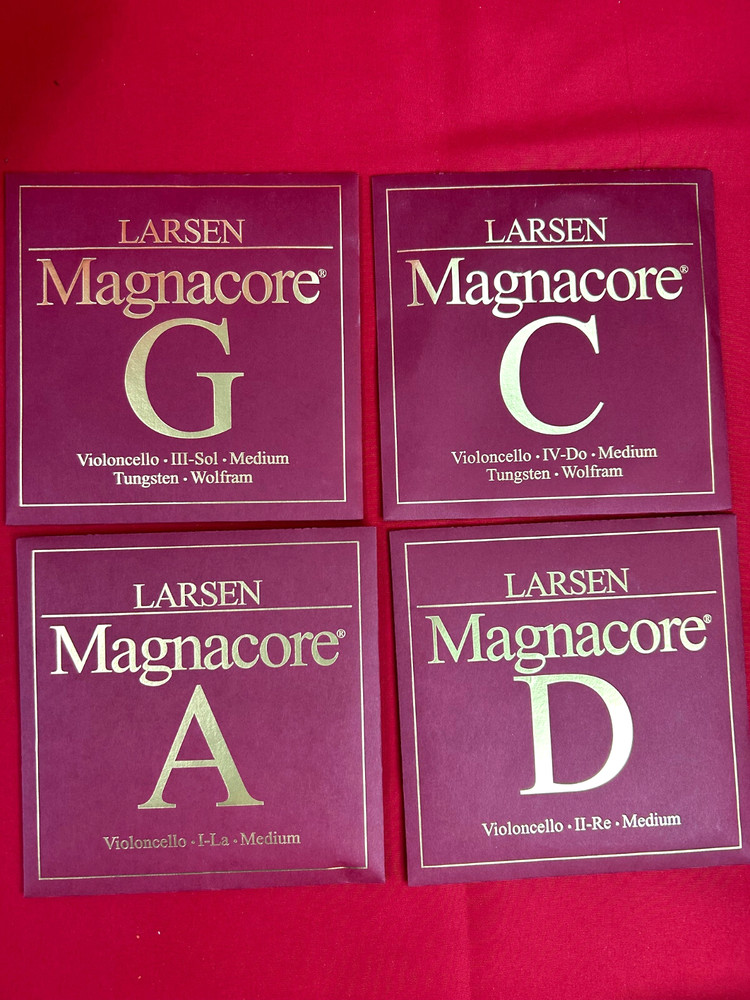 LARSEN
Magnacore®
G
Violoncello · III-Sol · Medium
Tungsten · Wolfram
LARSEN
Magnacore®
C
Violoncello · IV-Do · Medium
Tungsten · Wolfram
LARSEN
Magnacore®
A
Violoncello · I-La · Medium
LARSEN
Magnacore®
D
Violoncello · II-Re · Medium